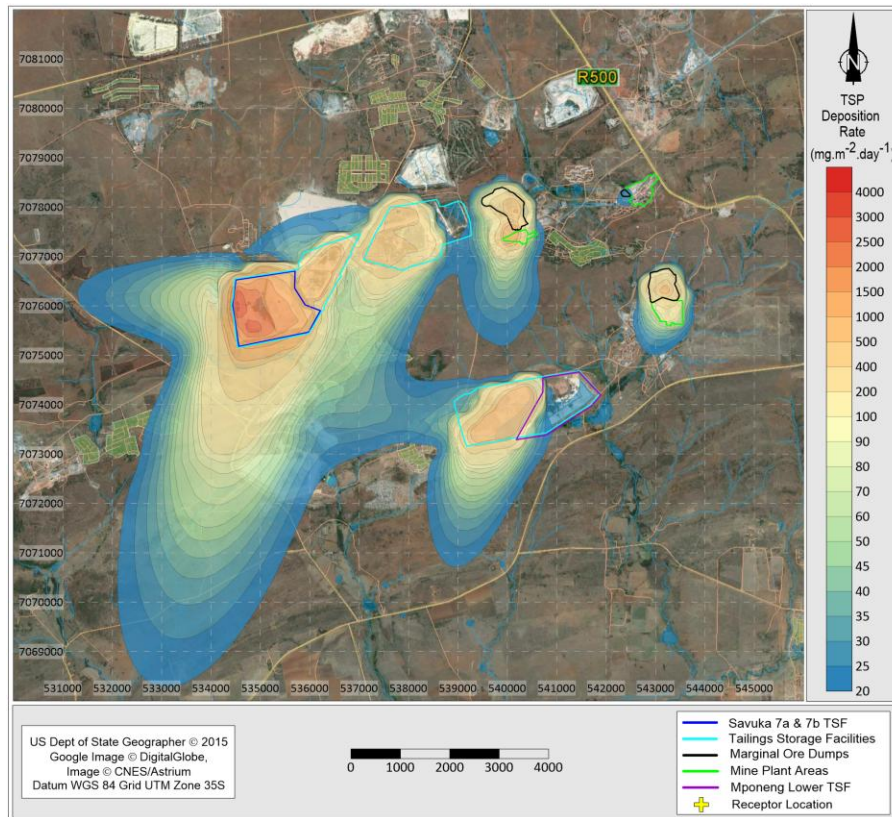 7081000
7080000
7079000
7078000
7077000
7076000
7075000
7074000
7073000
7072000
7071000
7070000
7069000
531000 532000 533000 534000 535000 536000 537000 538000 539000 540000 541000 542000 543000 544000 545000
R500
N
TSP
Deposition
Rate
(mg.m⁻².day⁻¹)
4000
3000
2500
2000
1500
1000
500
400
200
100
90
80
70
60
50
45
40
35
30
25
20
US Dept of State Geographer © 2015
Google Image © DigitalGlobe,
Image © CNES/Astrium
Datum WGS 84 Grid UTM Zone 35S
0 1000 2000 3000 4000
Savuka 7a & 7b TSF
Tailings Storage Facilities
Marginal Ore Dumps
Mine Plant Areas
Mponeng Lower TSF
Receptor Location